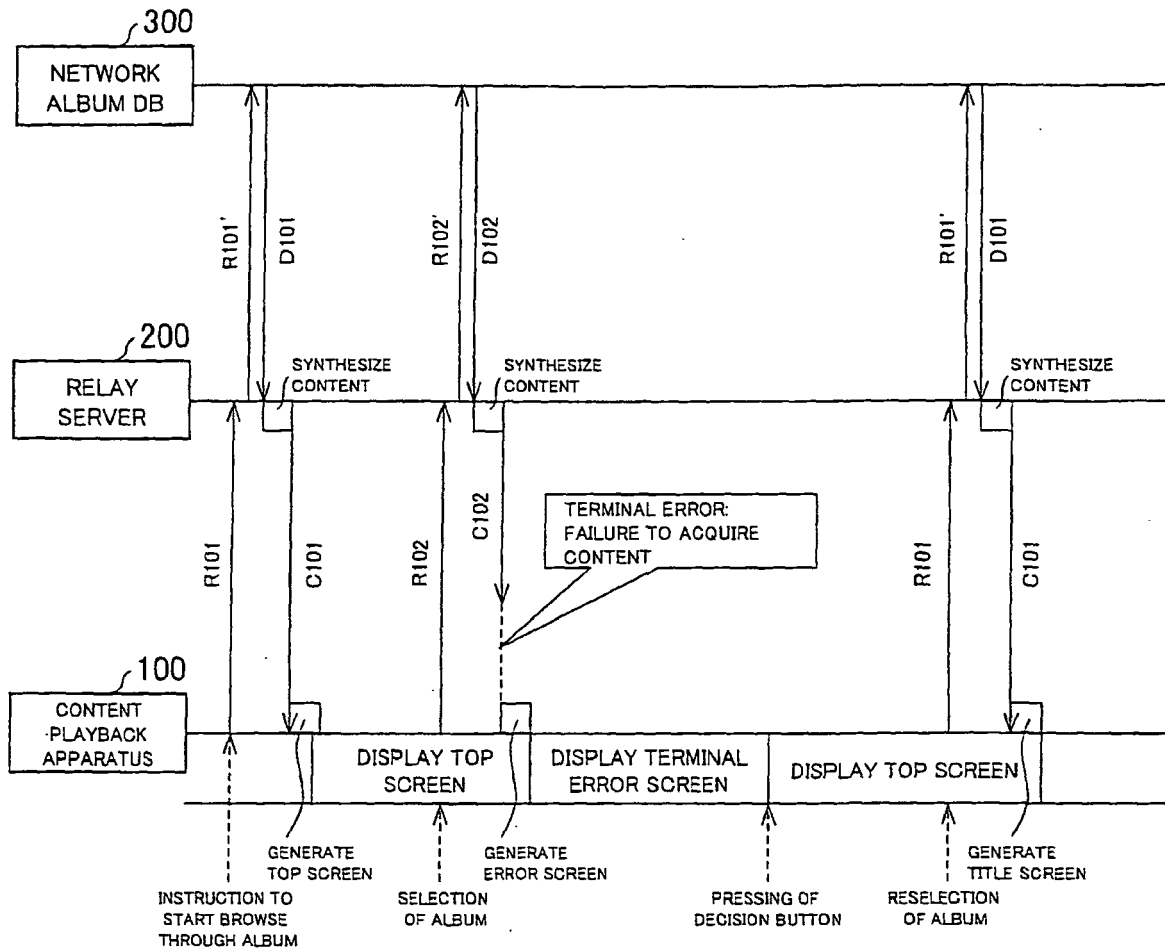 300
NETWORK
ALBUM DB
R101'
D101
R102'
D102
R101'
D101
200
RELAY
SERVER
SYNTHESIZE
CONTENT
SYNTHESIZE
CONTENT
SYNTHESIZE
CONTENT
R101
C101
R102
C102
TERMINAL ERROR:
FAILURE TO ACQUIRE
CONTENT
R101
C101
100
CONTENT
-PLAYBACK
APPARATUS
DISPLAY TOP
SCREEN
DISPLAY TERMINAL
ERROR SCREEN
DISPLAY TOP SCREEN
GENERATE
TOP SCREEN
GENERATE
ERROR SCREEN
GENERATE
TITLE SCREEN
INSTRUCTION TO
START BROWSE
THROUGH ALBUM
SELECTION
OF ALBUM
PRESSING OF
DECISION BUTTON
RESELECTION
OF ALBUM